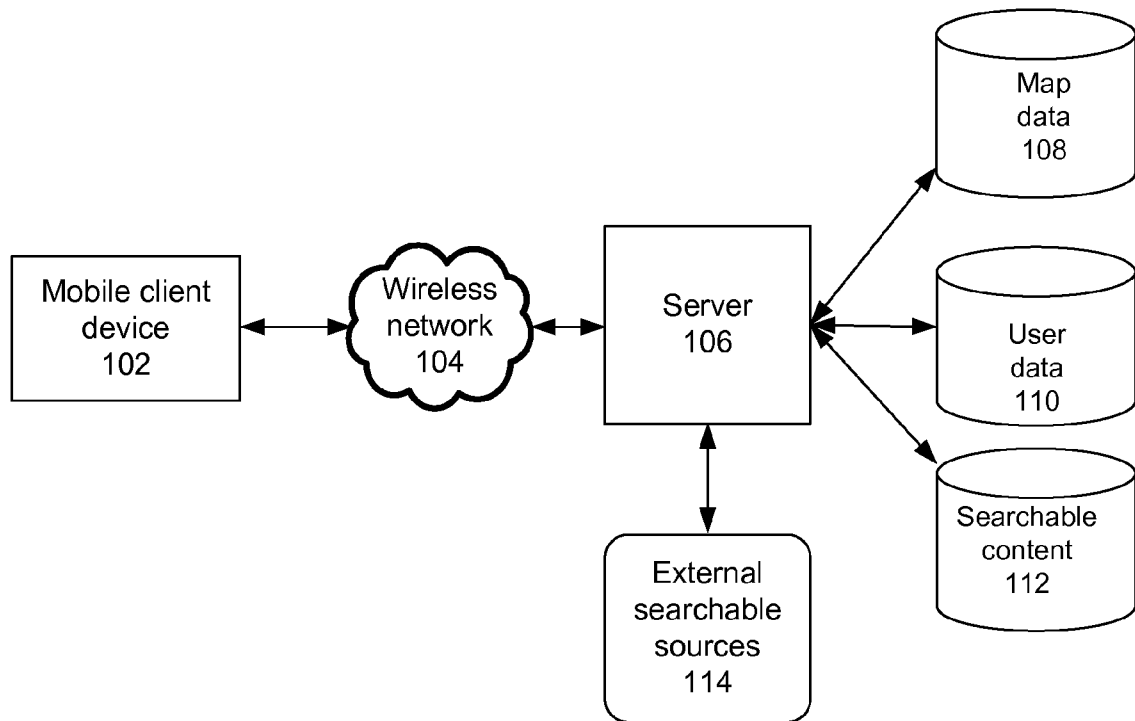 Mobile client
device
102
Wireless
network
104
Server
106
Map
data
108
User
data
110
Searchable
content
112
External
searchable
sources
114